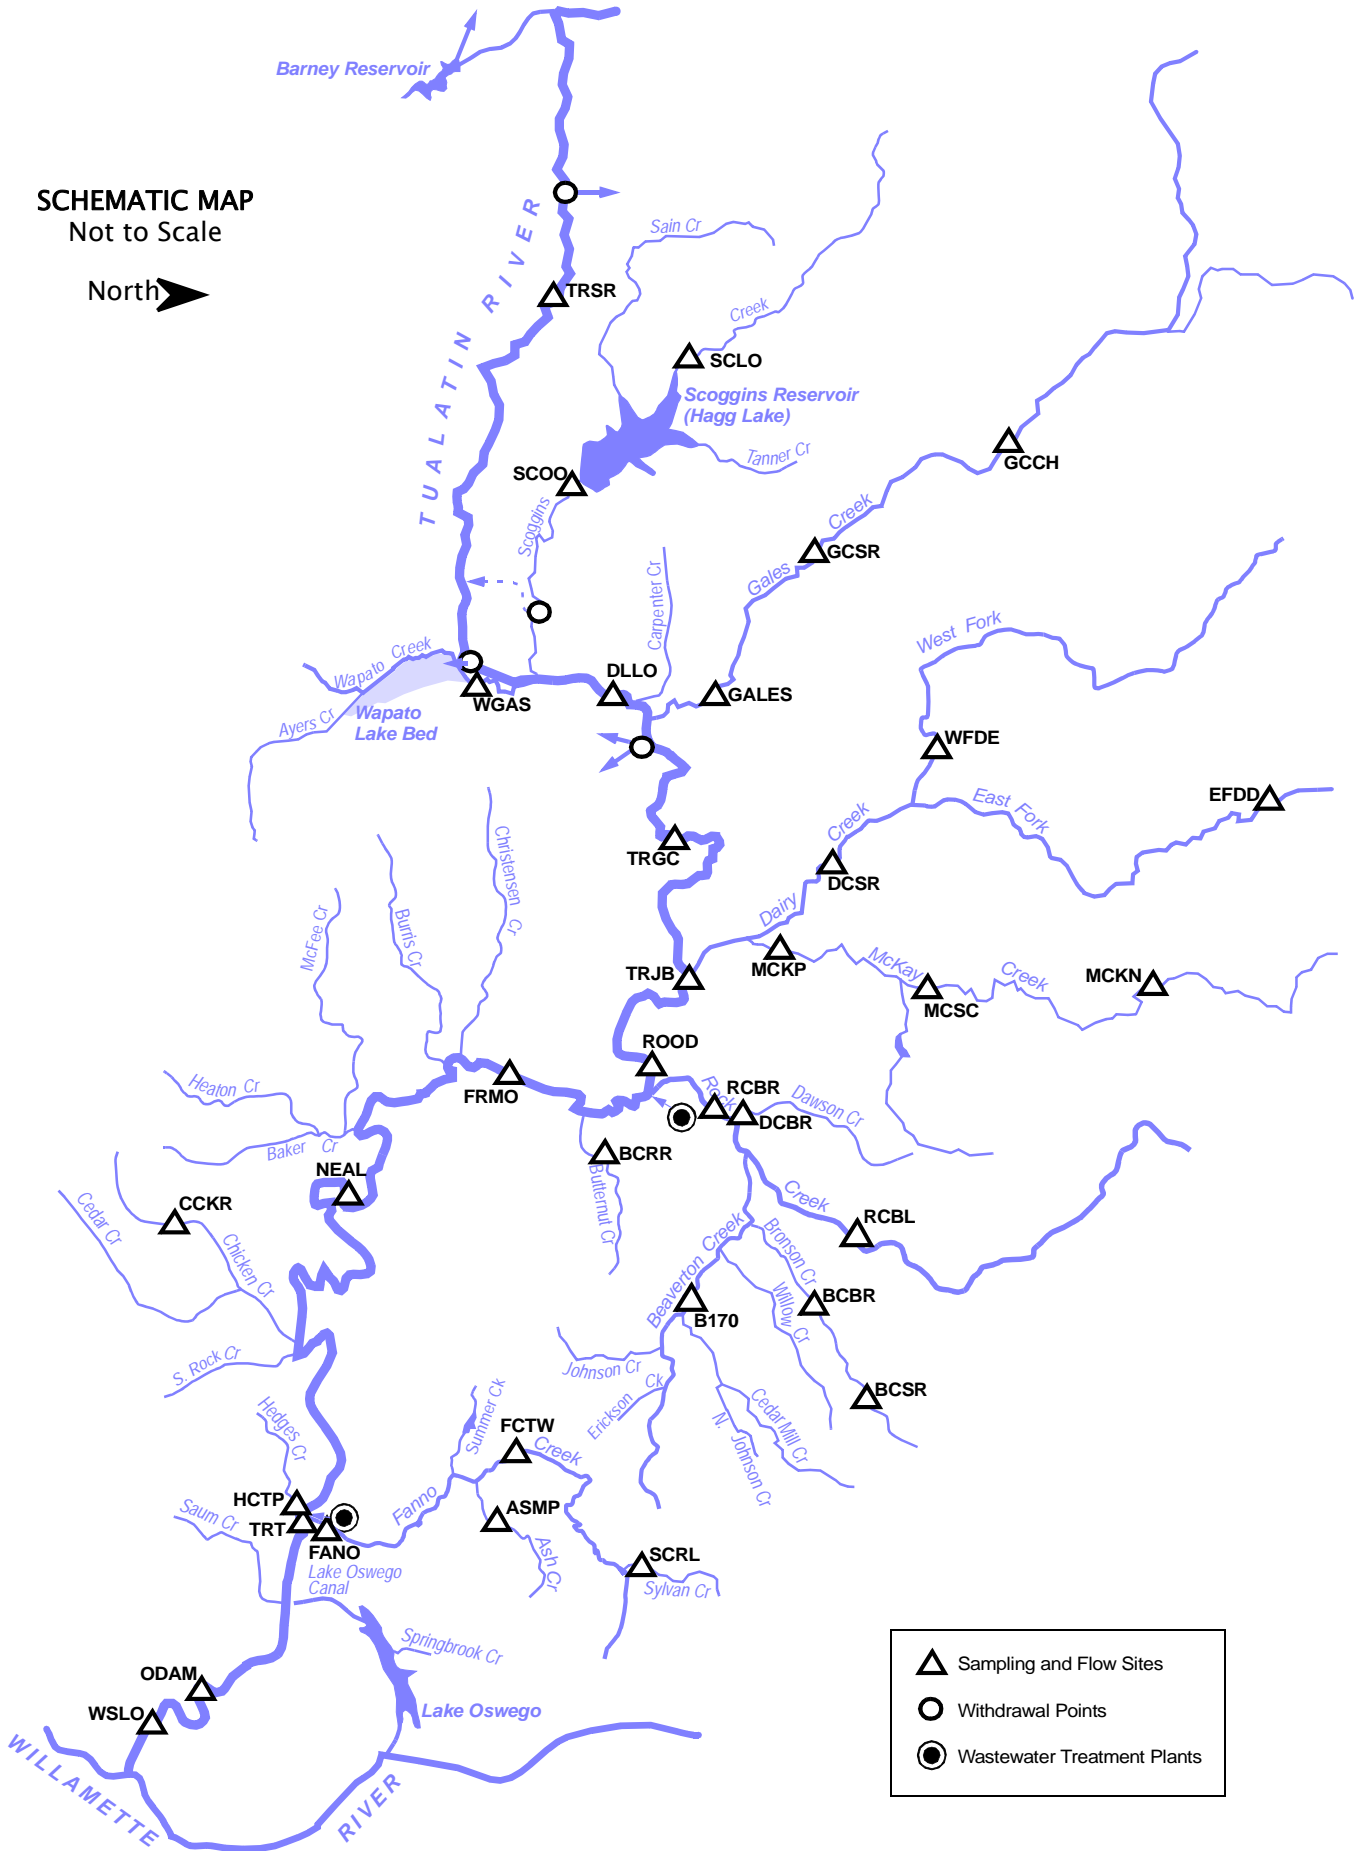 Barney Reservoir
SCHEMATIC MAP
Not to Scale
North
TUALATIN RIVER
TRSR
Sain Cr
Creek
SCLO
Scoggins Reservoir
(Hagg Lake)
Tanner Cr
SCOO
Scoggins
GCCH
Creek
GCSR
Gales
Carpenter Cr
West Fork
Wapato Creek
DLLO
GALES
WGAS
Ayers Cr
Wapato
Lake Bed
WFDE
EFDD
East Fork
Creek
DCSR
Christensen Cr
TRGC
Burris Cr
McFee Cr
Dairy
MCKP
McKay
Creek
MCKN
MCSC
TRJB
ROOD
FRMO
Rock
RCBR
DCBR
Dawson Cr
Heaton Cr
Baker Cr
NEAL
BCRR
Butternut Cr
CCKR
Cedar Cr
Chicken Cr
Creek
RCBL
Beaverton Creek
Bronson Cr
BCBR
Willow Cr
B170
S. Rock Cr
Johnson Cr
Erickson Ck
BCSR
Cedar Mill Cr
N. Johnson Cr
Hedges Cr
Summer Ck
FCTW
Creek
Fanno
HCTP
TRT
FANO
Saum Cr
ASMP
Ash Cr
Lake Oswego
Canal
SCRL
Sylvan Cr
Springbrook Cr
ODAM
WSLO
Lake Oswego
WILLAMETTE
RIVER
Sampling and Flow Sites
Withdrawal Points
Wastewater Treatment Plants